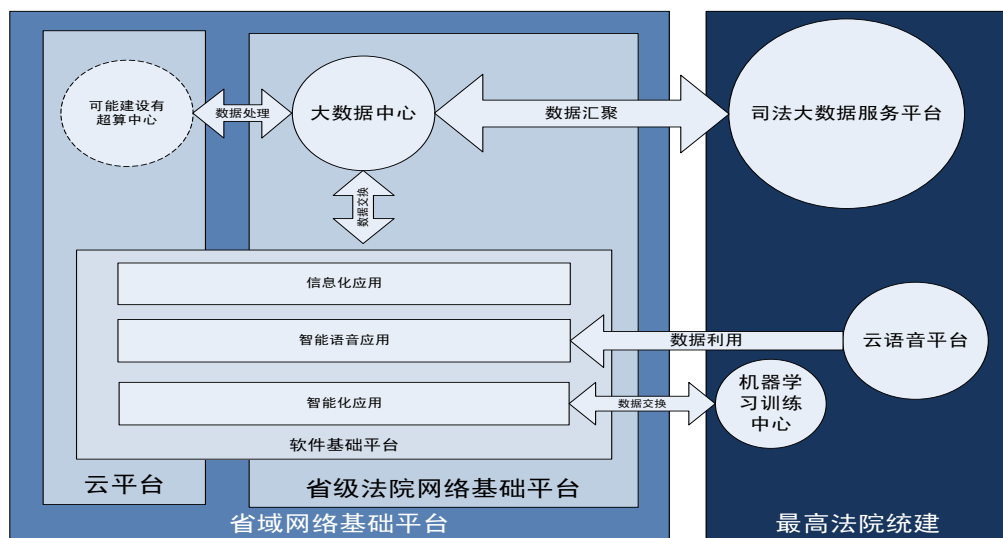 可能建设有
超算中心
数据处理
大数据中心
数据汇聚
司法大数据服务平台
数据交换
信息化应用
智能语音应用
数据利用
云语音平台
智能化应用
数据交换
机器学
习训练
中心
软件基础平台
云平台
省级法院网络基础平台
省域网络基础平台
最高法院统建